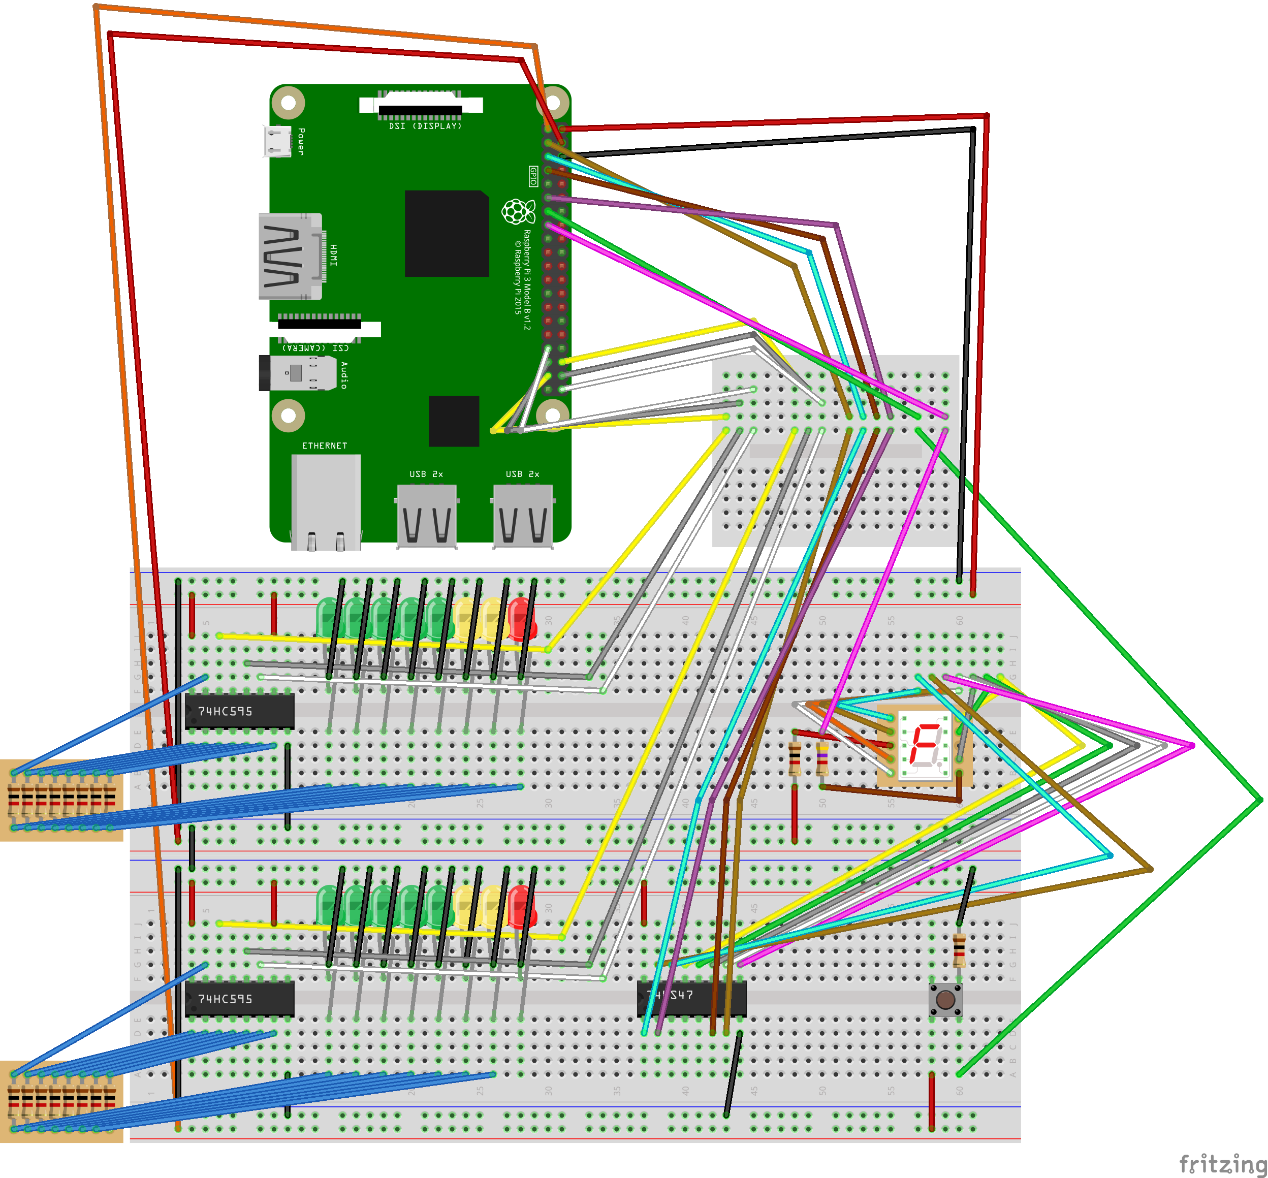 DSI (DISPLAY)
Power
GPIO
HDMI
Raspberry Pi 3 Model B v1.2
© Raspberry Pi 2015
CSI (CAMERA)
Audio
ETHERNET
USB 2x
USB 2x
74HC595
74HC595
fritzing